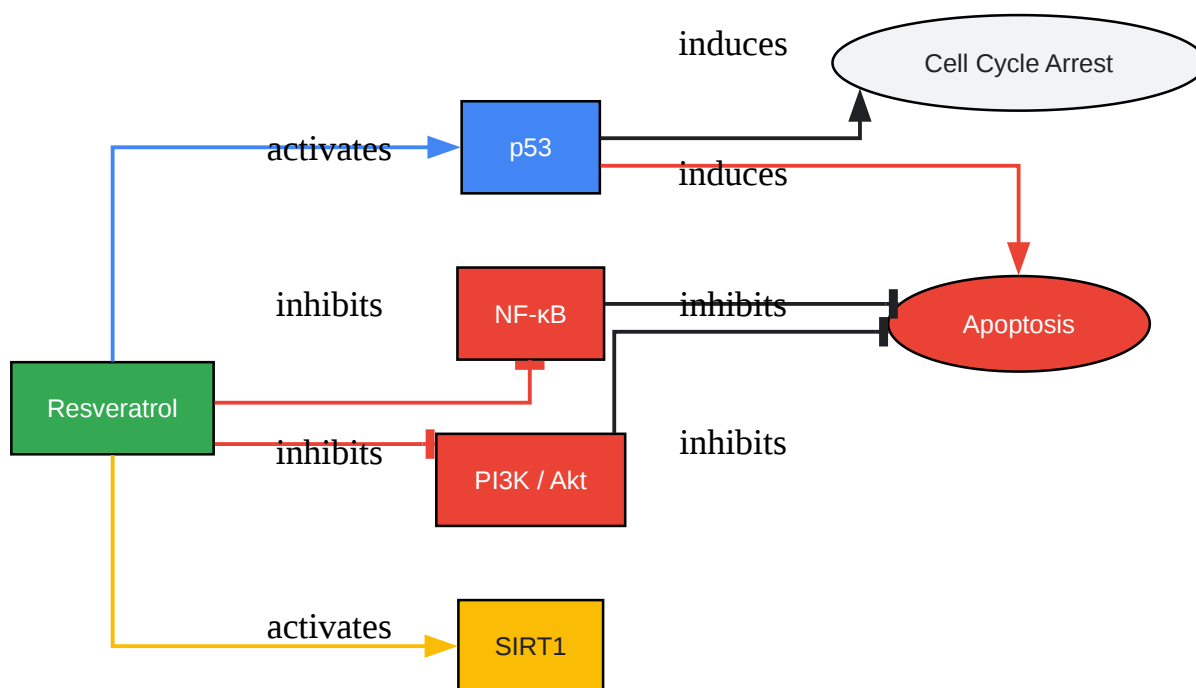 induces
Cell Cycle Arrest
activates
p53
induces
inhibits
NF-κB
inhibits
Apoptosis
Resveratrol
inhibits
PI3K / Akt
inhibits
activates
SIRT1